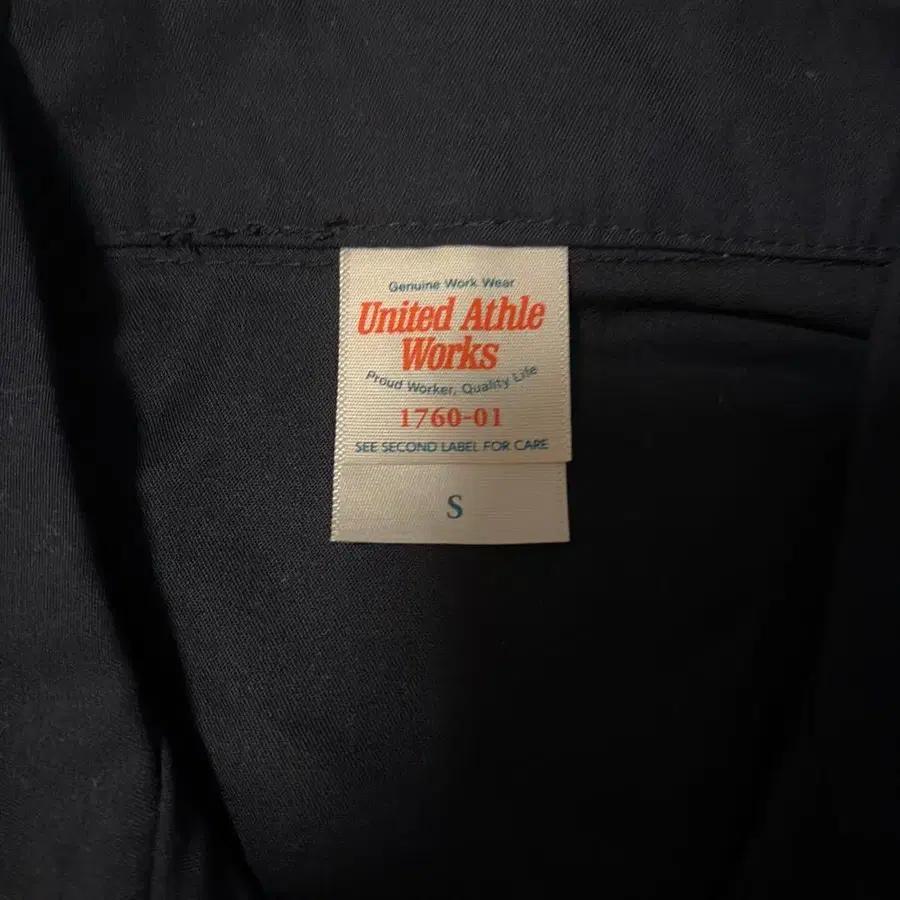 Genuine Work Wear
United Athle
Works
Proud Worker, Quality Life
1760-01
SEE SECOND LABEL FOR CARE
S